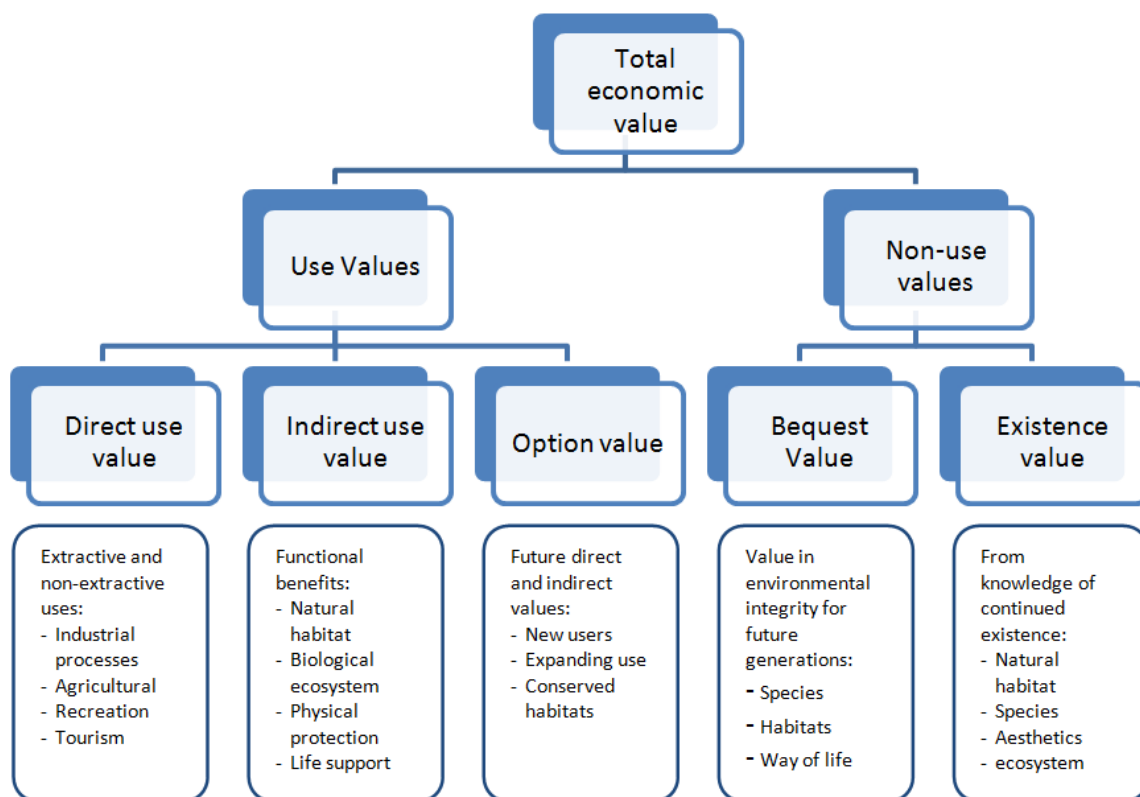 Total
economic
value
Use Values
Non-use
values
Direct use
value
Indirect use
value
Option value
Bequest
Value
Existence
value
Extractive and
non-extractive
uses:
- Industrial
processes
- Agricultural
- Recreation
- Tourism
Functional
benefits:
- Natural
habitat
- Biological
ecosystem
- Physical
protection
- Life support
Future direct
and indirect
values:
- New users
- Expanding use
- Conserved
habitats
Value in
environmental
integrity for
future
generations:
- Species
- Habitats
- Way of life
From
knowledge of
continued
existence:
- Natural
habitat
- Species
- Aesthetics
- ecosystem